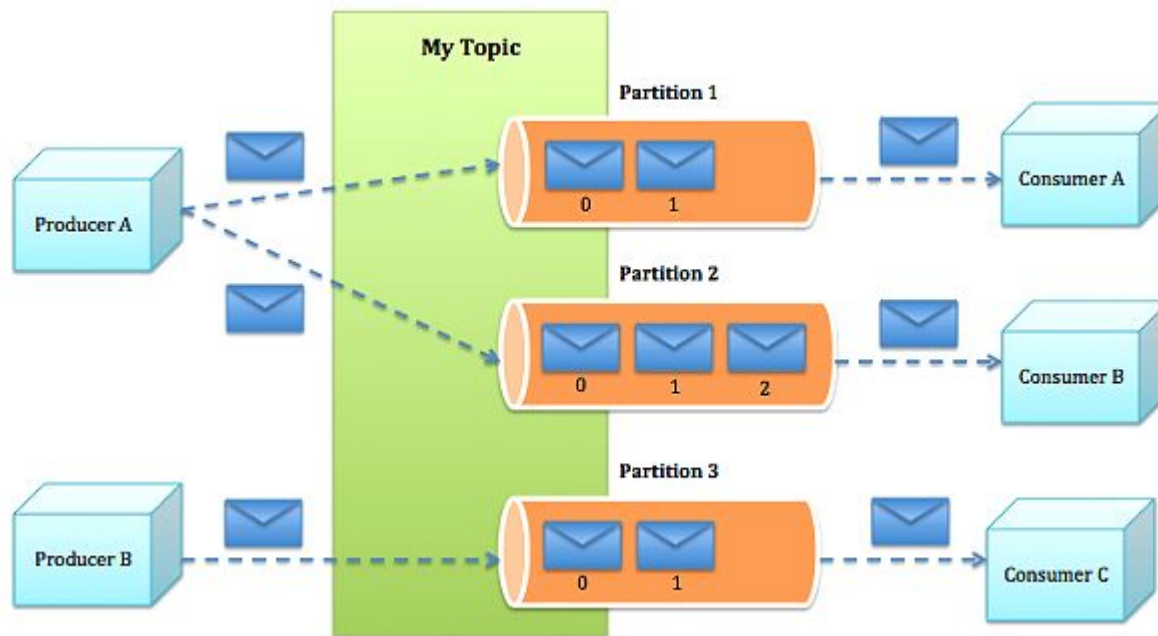 My Topic
Partition 1
0 1
Producer A
Consumer A
Partition 2
0 1 2
Consumer B
Partition 3
0 1
Producer B
Consumer C